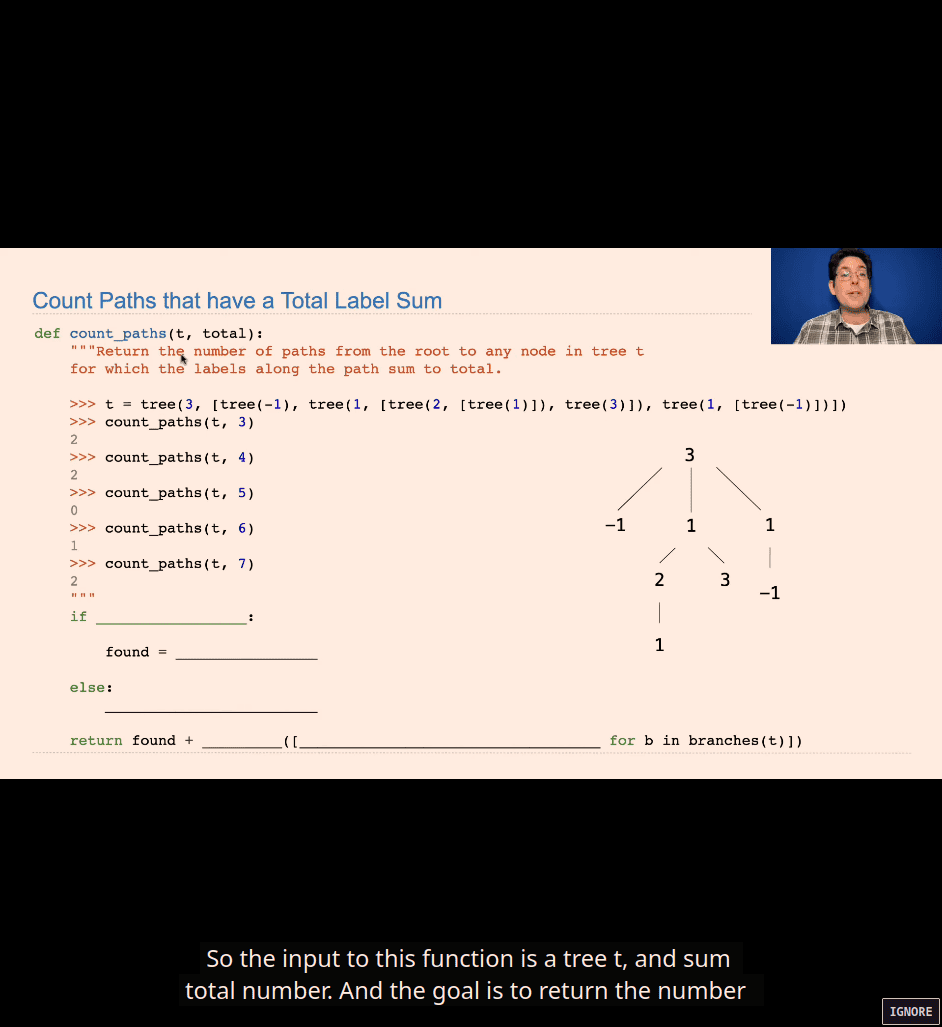 Count Paths that have a Total Label Sum
def count_paths(t, total):
"""Return the number of paths from the root to any node in tree t
for which the labels along the path sum to total.
>>> t = tree(3, [tree(-1), tree(1, [tree(2, [tree(1)]), tree(3)]), tree(1, [tree(-1)])])
>>> count_paths(t, 3)
2
>>> count_paths(t, 4)
2
>>> count_paths(t, 5)
0
>>> count_paths(t, 6)
1
>>> count_paths(t, 7)
2
"""
if _________________:
found = ________________
else:
________________________
return found + _________([__________________________________ for b in branches(t)])
3
-1 1 1
2 3
-1
1
So the input to this function is a tree t, and sum
total number. And the goal is to return the number
IGNORE